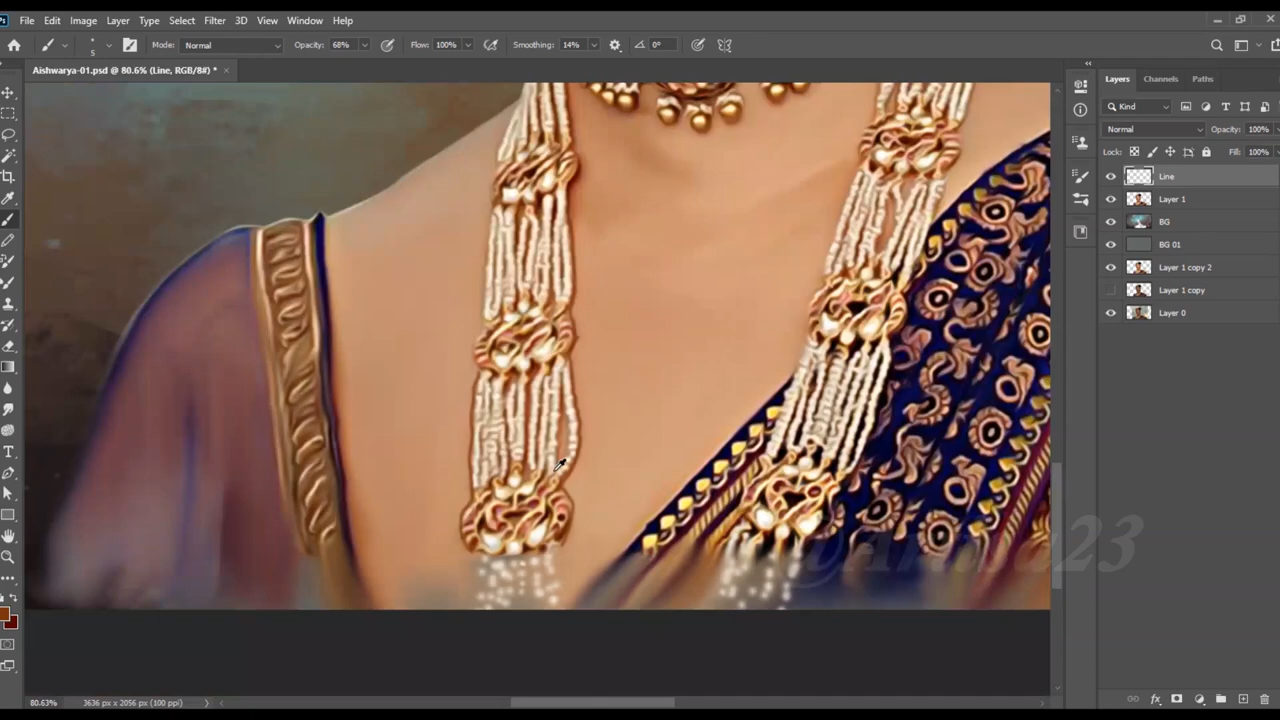 File Edit Image Layer Type Select Filter 3D View Window Help
5 Mode: Normal Opacity: 68% Flow: 100% Smoothing: 14% 0°
Aishwarya-01.psd @ 80.6% (Line, RGB/8#) *
Layers Channels Paths
Kind
Normal Opacity: 100%
Lock: Fill: 100%
Line
Layer 1
BG
BG 01
Layer 1 copy 2
Layer 1 copy
Layer 0
80.63% 3636 px x 2056 px (100 ppi)